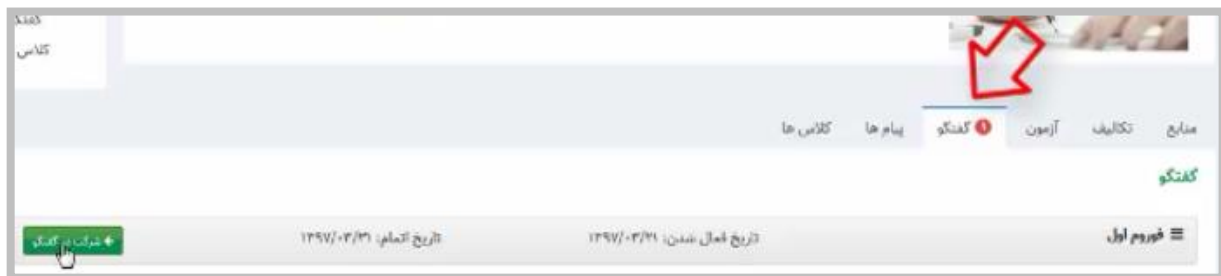 کلاس
منابع تکالیف آزمون گفتگو 1 پیام ها کلاس ها
گفتگو
فوروم اول تاریخ فعال شدن: ۱۳۹۷/۰۳/۲۱ تاریخ اتمام: ۱۳۹۷/۰۳/۳۱ شرکت در گفتگو